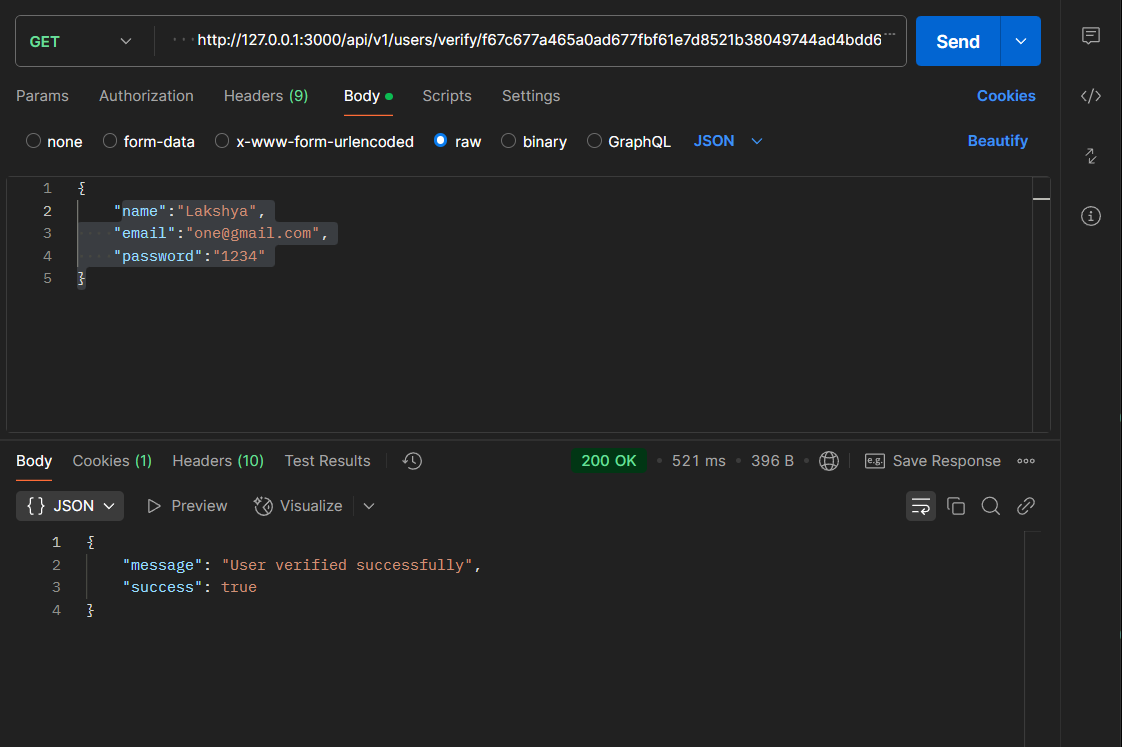 GET http://127.0.0.1:3000/api/v1/users/verify/f67c677a465a0ad677fbf61e7d8521b38049744ad4bdd6 Send
Params Authorization Headers (9) Body Scripts Settings Cookies
none form-data x-www-form-urlencoded raw binary GraphQL JSON Beautify
1 {
2 "name":"Lakshya",
3 "email":"one@gmail.com",
4 "password":"1234"
5 }
Body Cookies (1) Headers (10) Test Results 200 OK 521 ms 396 B e.g. Save Response
{} JSON Preview Visualize
1 {
2 "message": "User verified successfully",
3 "success": true
4 }